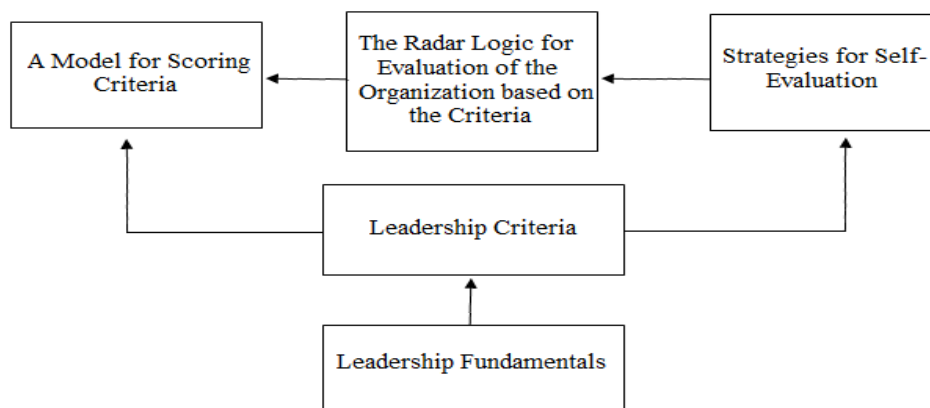 A Model for Scoring
Criteria
The Radar Logic for
Evaluation of the
Organization based on
the Criteria
Strategies for Self-
Evaluation
Leadership Criteria
Leadership Fundamentals